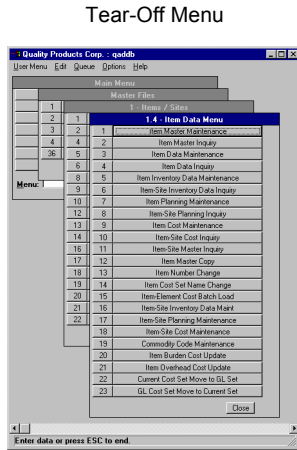 Tear-Off Menu
Quality Products Corp. : qaddb
User Menu Edit Queue Options Help
Main Menu
Master Files
1 - Items / Sites
1.4 - Item Data Menu
1
2
3
4
36
1
2
4
5
6
8
9
10
12
13
14
16
17
18
19
20
21
22
1 Item Master Maintenance
2 Item Master Inquiry
3 Item Data Maintenance
4 Item Data Inquiry
5 Item Inventory Data Maintenance
6 Item-Site Inventory Data Inquiry
7 Item Planning Maintenance
8 Item-Site Planning Inquiry
9 Item Cost Maintenance
10 Item-Site Cost Inquiry
11 Item-Site Master Inquiry
12 Item Master Copy
13 Item Number Change
14 Item Cost Set Name Change
15 Item-Element Cost Batch Load
16 Item-Site Inventory Data Maint
17 Item-Site Planning Maintenance
18 Item-Site Cost Maintenance
19 Commodity Code Maintenance
20 Item Burden Cost Update
21 Item Overhead Cost Update
22 Current Cost Set Move to GL Set
23 GL Cost Set Move to Current Set
Menu:
Close
Enter data or press ESC to end.